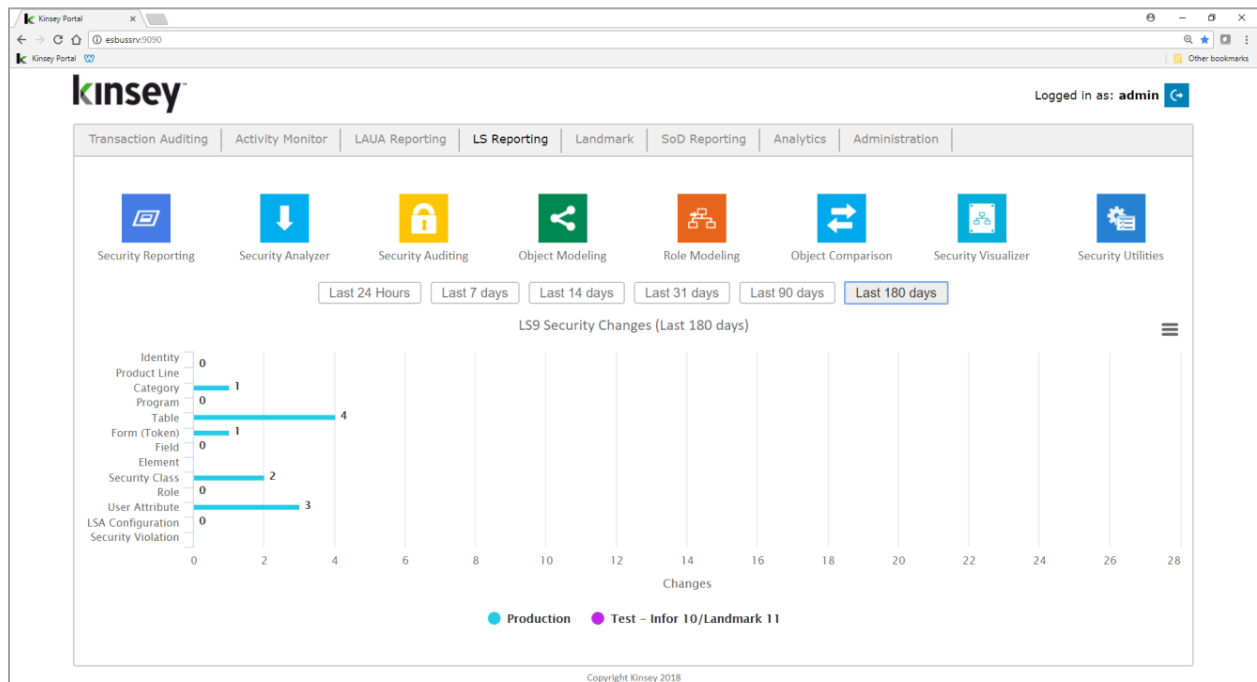 Kinsey Portal
esbussrv:9090
Kinsey Portal
Other bookmarks
kinsey™
Logged in as: admin
Transaction Auditing Activity Monitor LAUA Reporting LS Reporting Landmark SoD Reporting Analytics Administration
Security Reporting Security Analyzer Security Auditing Object Modeling Role Modeling Object Comparison Security Visualizer Security Utilities
Last 24 Hours Last 7 days Last 14 days Last 31 days Last 90 days Last 180 days
LS9 Security Changes (Last 180 days)
Identity 0
Product Line
Category 1
Program 0
Table 4
Form (Token) 1
Field 0
Element
Security Class 2
Role 0
User Attribute 3
LSA Configuration 0
Security Violation
0 2 4 6 8 10 12 14 16 18 20 22 24 26 28
Changes
Production Test – Infor 10/Landmark 11
Copyright Kinsey 2018